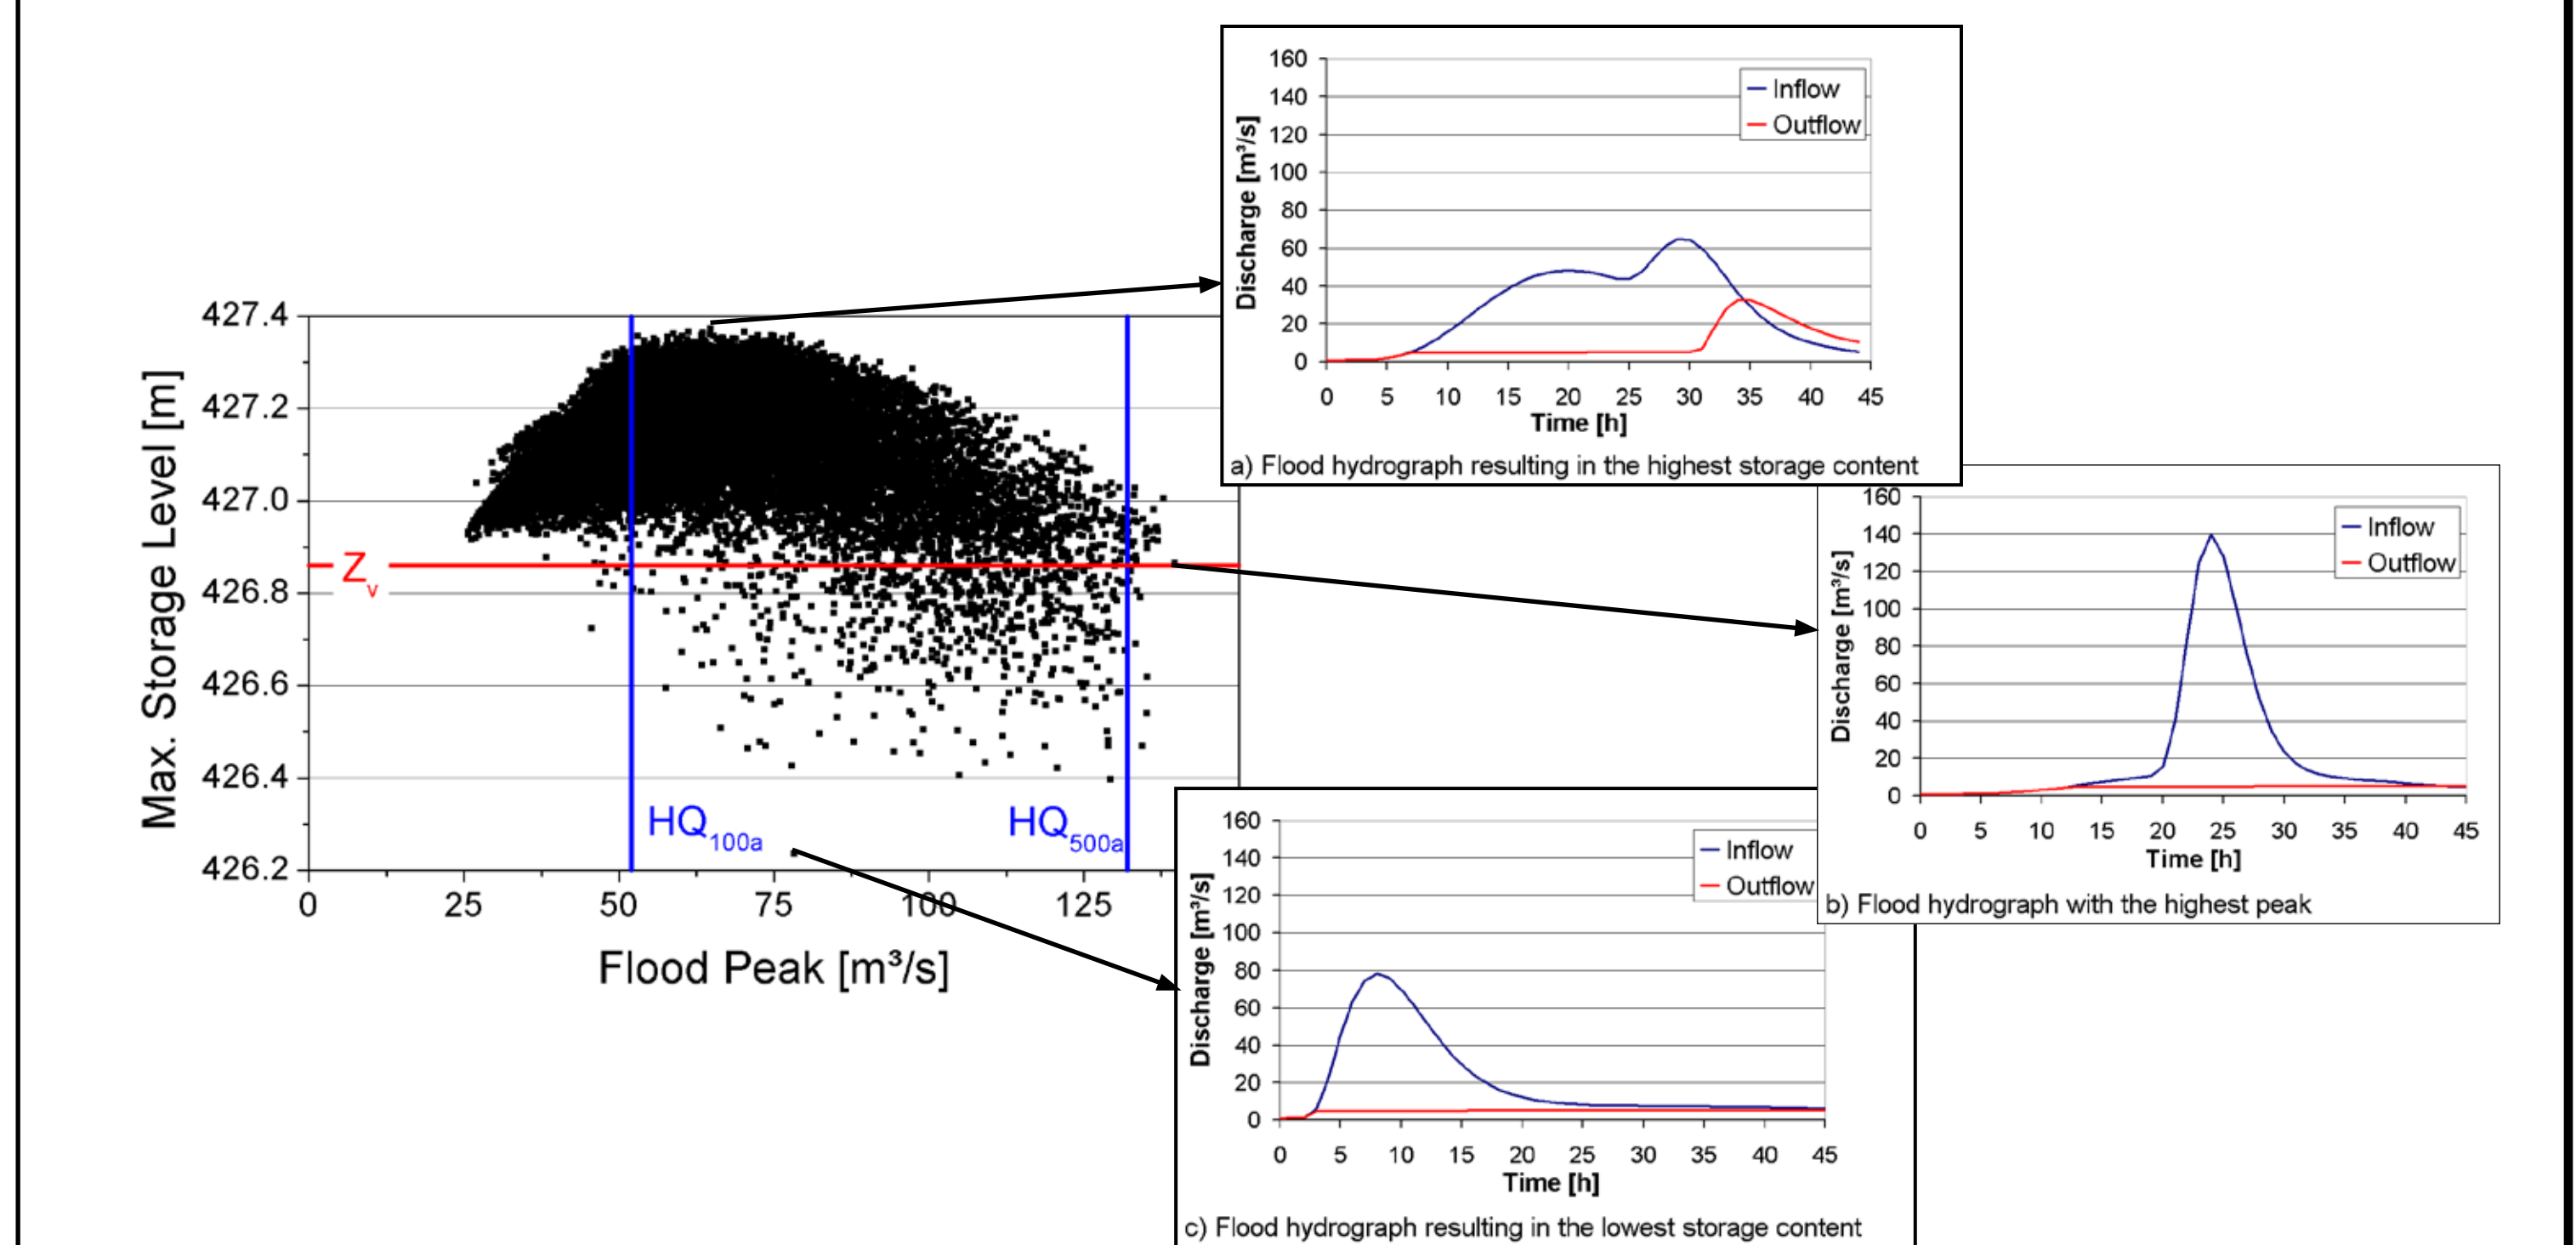 Max. Storage Level [m]
427.4
427.2
427.0
426.8
426.6
426.4
426.2
Zv
HQ100a
HQ500a
0 25 50 75 100 125
Flood Peak [m³/s]
Discharge [m³/s]
160
140
120
100
80
60
40
20
0
Inflow
Outflow
0 5 10 15 20 25 30 35 40 45
Time [h]
a) Flood hydrograph resulting in the highest storage content
Discharge [m³/s]
160
140
120
100
80
60
40
20
0
Inflow
Outflow
0 5 10 15 20 25 30 35 40 45
Time [h]
b) Flood hydrograph with the highest peak
Discharge [m³/s]
160
140
120
100
80
60
40
20
0
Inflow
Outflow
0 5 10 15 20 25 30 35 40 45
Time [h]
c) Flood hydrograph resulting in the lowest storage content